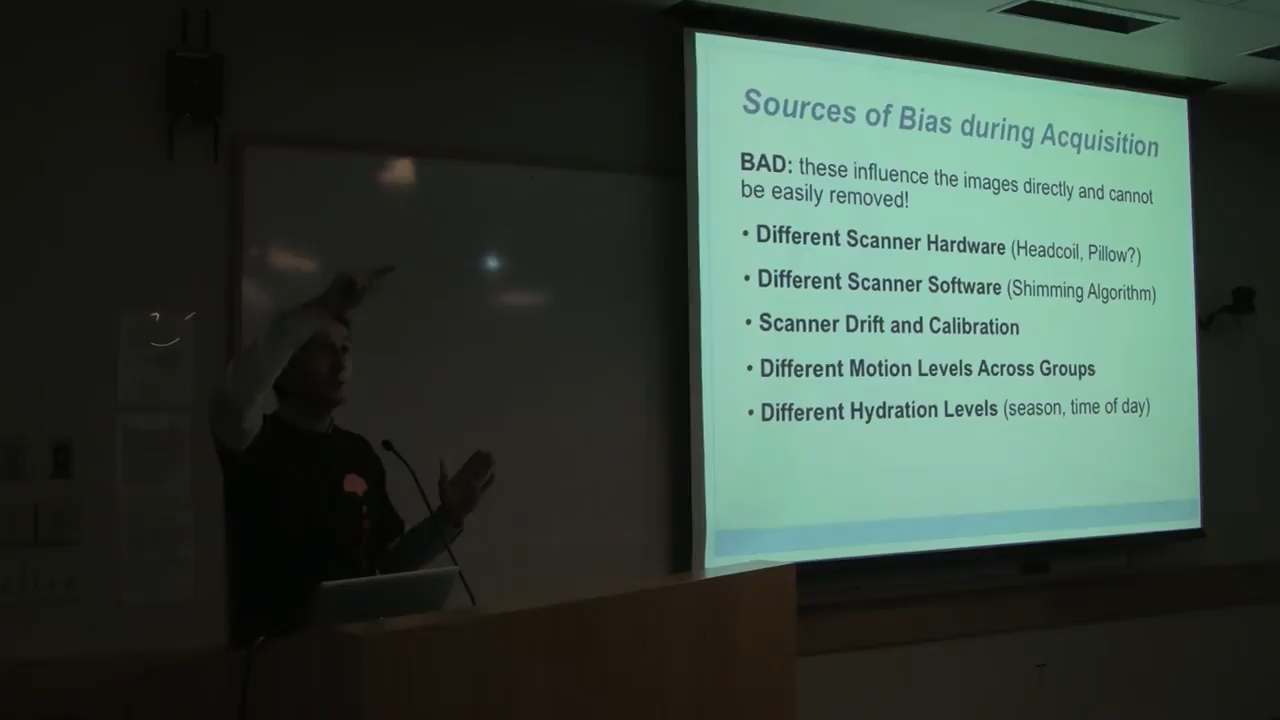 Sources of Bias during Acquisition
BAD: these influence the images directly and cannot
be easily removed!
• Different Scanner Hardware (Headcoil, Pillow?)
• Different Scanner Software (Shimming Algorithm)
• Scanner Drift and Calibration
• Different Motion Levels Across Groups
• Different Hydration Levels (season, time of day)